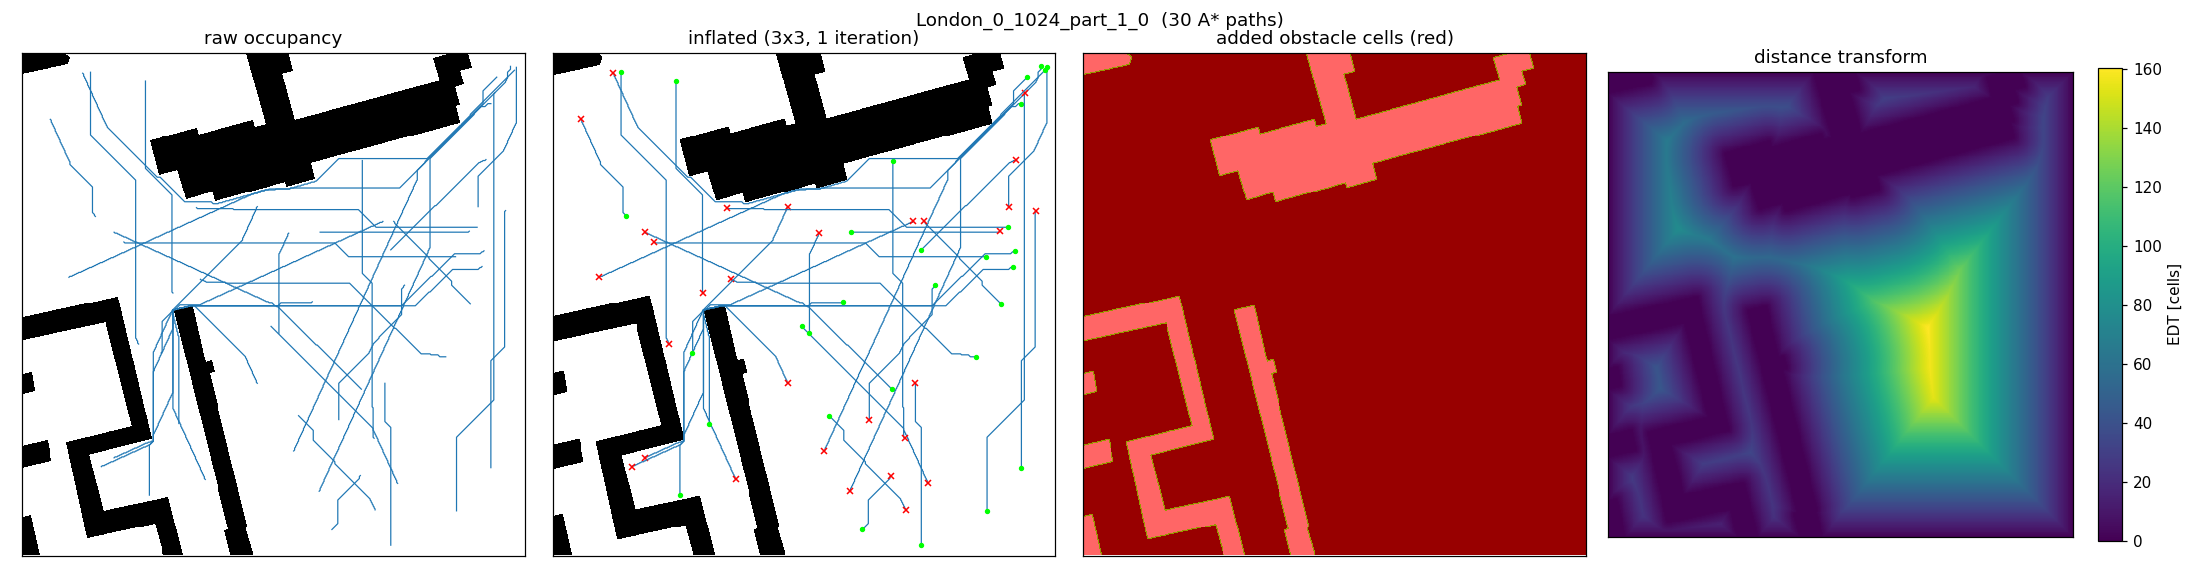 London_0_1024_part_1_0  (30 A* paths)
raw occupancy
inflated (3x3, 1 iteration)
added obstacle cells (red)
distance transform
160
140
120
100
80
60
40
20
0
EDT [cells]